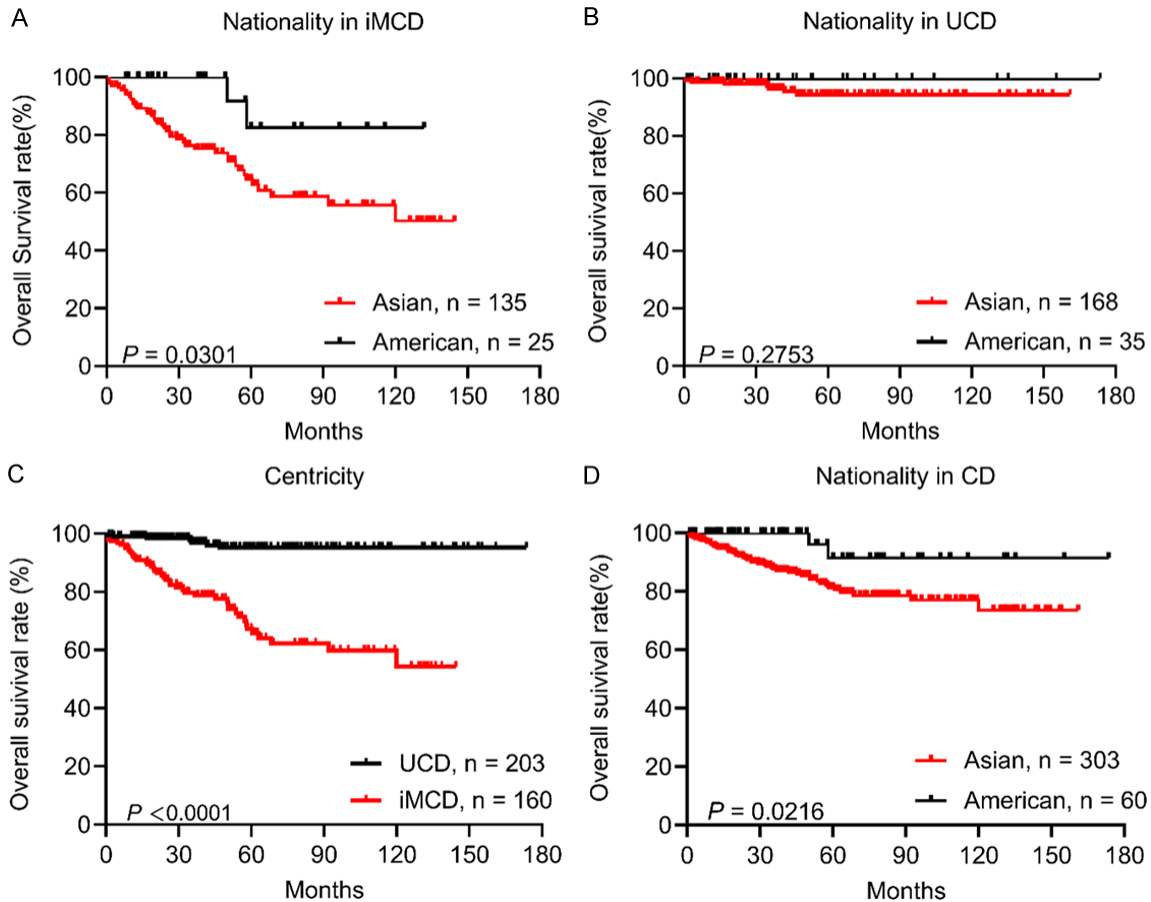 A
Nationality in iMCD
Overall Survival rate(%)
100
80
60
40
20
0
Asian, n = 135
American, n = 25
P = 0.0301
0 30 60 90 120 150 180
Months
B
Nationality in UCD
Overall suivival rate(%)
100
80
60
40
20
0
Asian, n = 168
American, n = 35
P = 0.2753
0 30 60 90 120 150 180
Months
C
Centricity
Overall suivival rate (%)
100
80
60
40
20
0
UCD, n = 203
iMCD, n = 160
P <0.0001
0 30 60 90 120 150 180
Months
D
Nationality in CD
Overall suivival rate(%)
100
80
60
40
20
0
Asian, n = 303
American, n = 60
P = 0.0216
0 30 60 90 120 150 180
Months